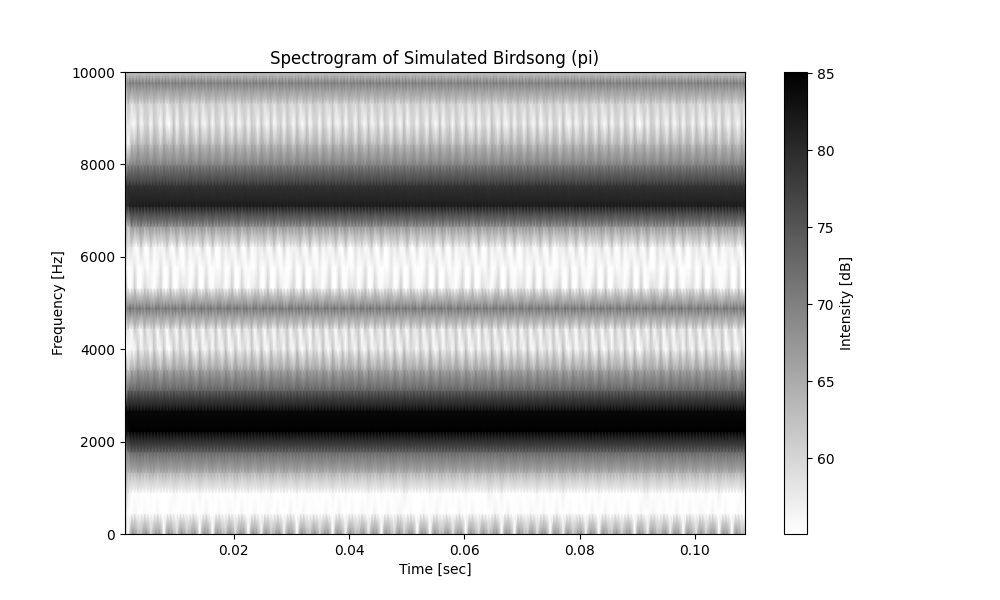 Spectrogram of Simulated Birdsong (pi)
Frequency [Hz]
10000
8000
6000
4000
2000
0
0.02 0.04 0.06 0.08 0.10
Time [sec]
85
80
75
70
65
60
Intensity [dB]